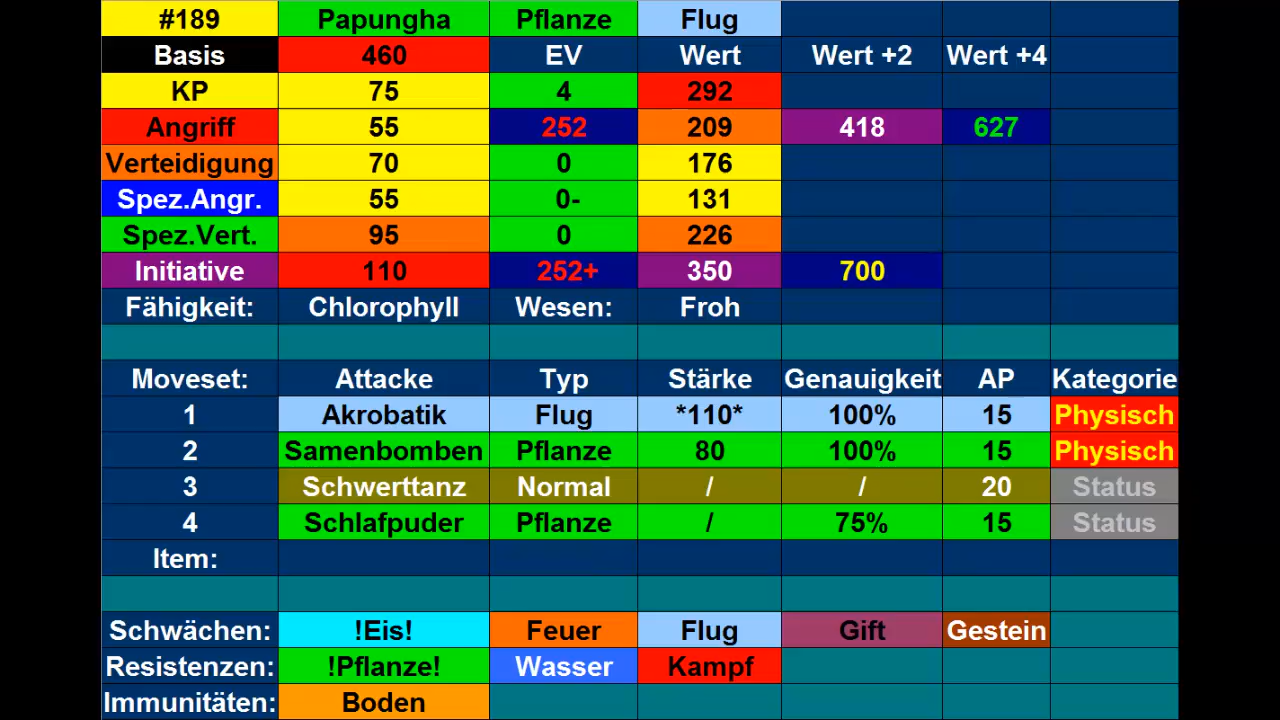 #189 Papungha Pflanze Flug
Basis 460 EV Wert Wert +2 Wert +4
KP 75 4 292
Angriff 55 252 209 418 627
Verteidigung 70 0 176
Spez.Angr. 55 0- 131
Spez.Vert. 95 0 226
Initiative 110 252+ 350 700
Fähigkeit: Chlorophyll Wesen: Froh
Moveset: Attacke Typ Stärke Genauigkeit AP Kategorie
1 Akrobatik Flug *110* 100% 15 Physisch
2 Samenbomben Pflanze 80 100% 15 Physisch
3 Schwerttanz Normal / / 20 Status
4 Schlafpuder Pflanze / 75% 15 Status
Item:
Schwächen: !Eis! Feuer Flug Gift Gestein
Resistenzen: !Pflanze! Wasser Kampf
Immunitäten: Boden